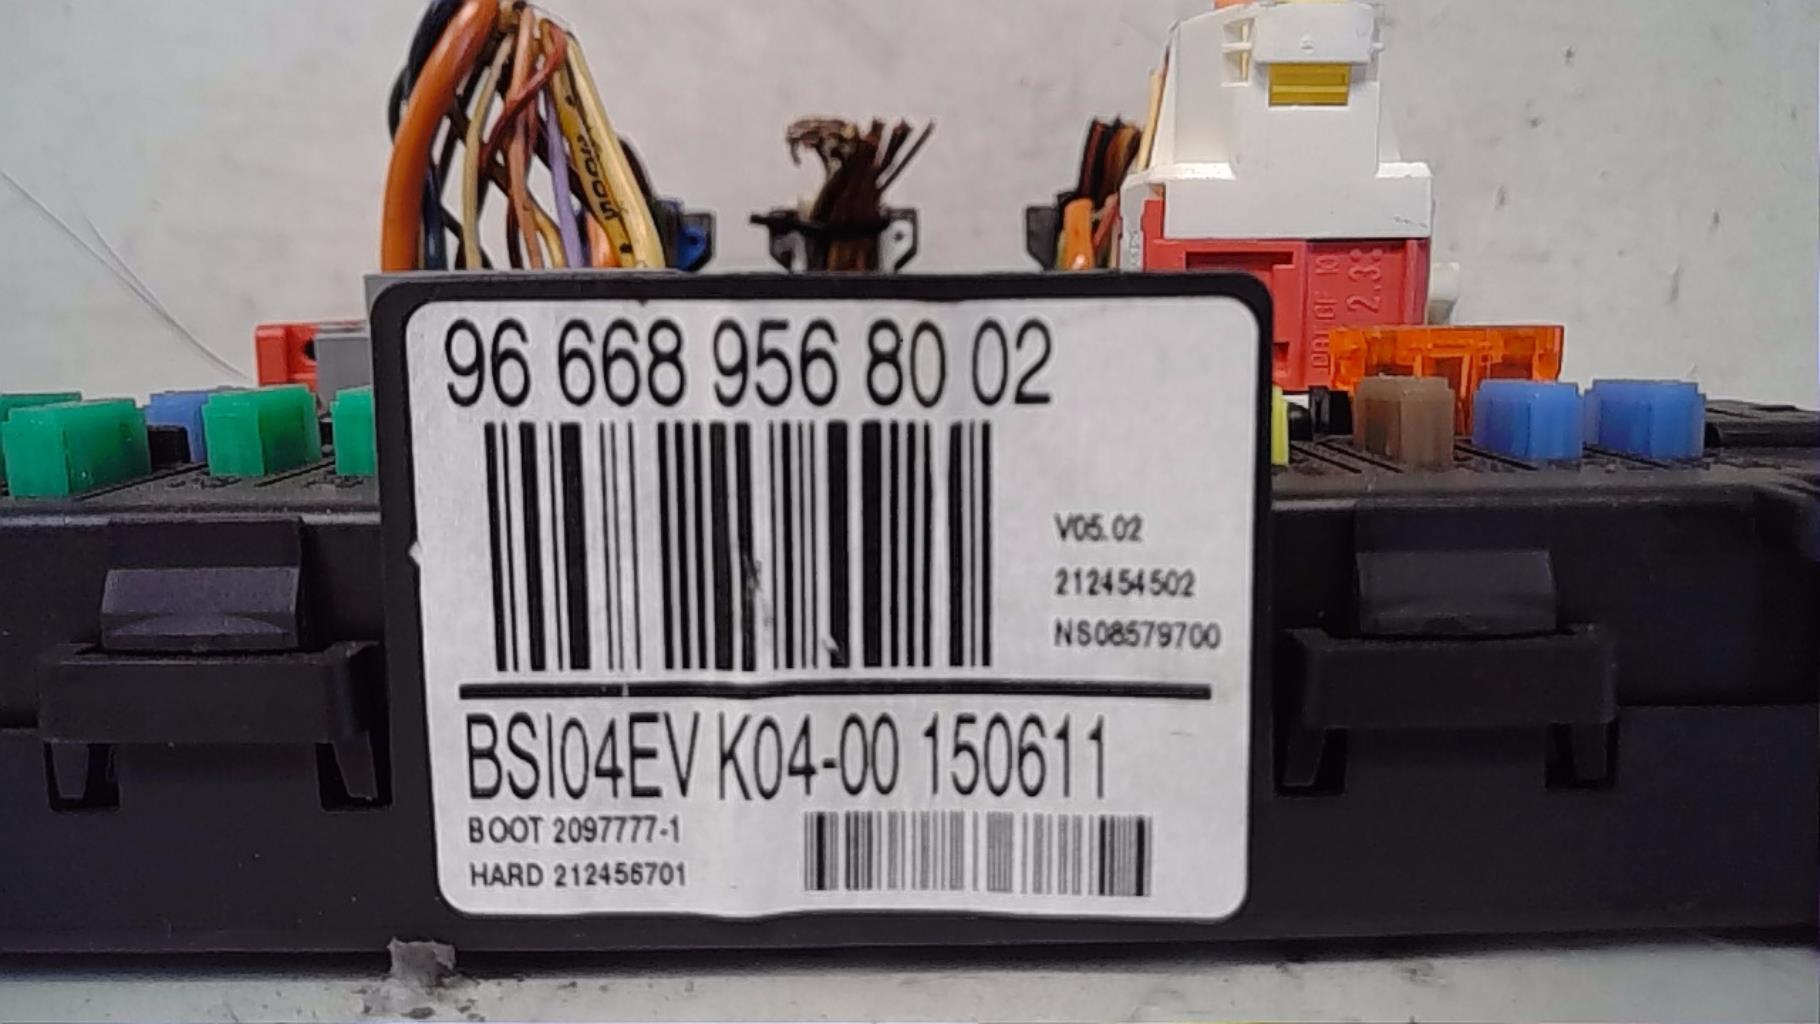 96 668 956 80 02
V05.02
212454502
NS08579700
BSI04EV K04-00 150611
BOOT 2097777-1
HARD 212456701